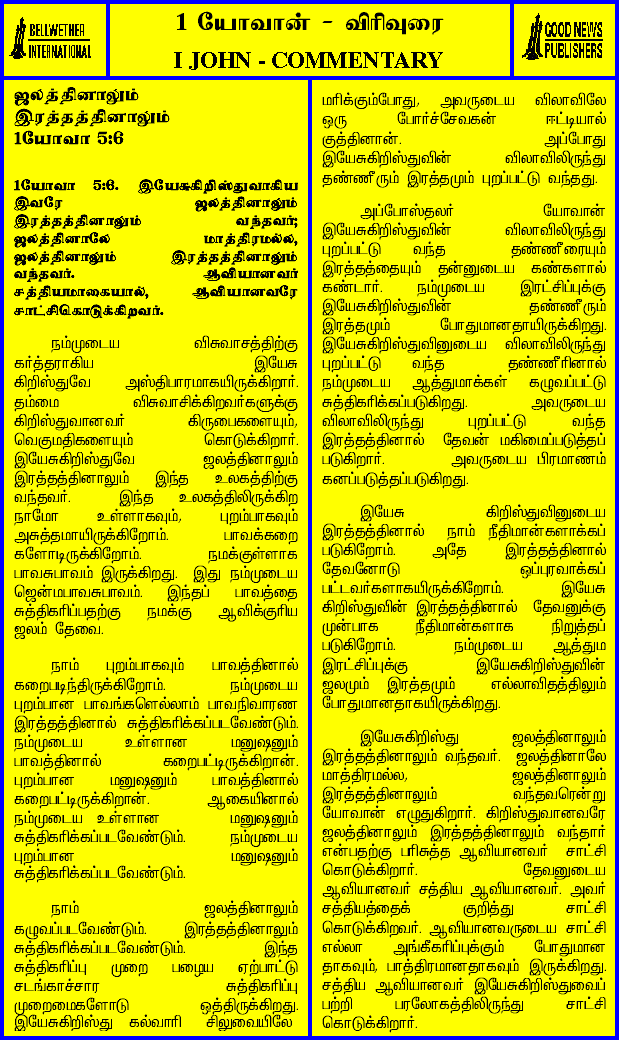 BELLWETHER
INTERNATIONAL
1 யோவான் - விரிவுரை
I JOHN - COMMENTARY
GOOD NEWS
PUBLISHERS
ஜலத்தினாலும்
இரத்தத்தினாலும்
1யோவா 5:6
1யோவா 5:6. இயேசுகிறிஸ்துவாகிய
இவரே ஜலத்தினாலும்
இரத்தத்தினாலும் வந்தவர்;
ஜலத்தினாலே மாத்திரமல்ல,
ஜலத்தினாலும் இரத்தத்தினாலும்
வந்தவர். ஆவியானவர்
சத்தியமாகையால், ஆவியானவரே
சாட்சிகொடுக்கிறவர்.
நம்முடைய விசுவாசத்திற்கு
கர்த்தராகிய இயேசு
கிறிஸ்துவே அஸ்திபாரமாகயிருக்கிறார்.
தம்மை விசுவாசிக்கிறவர்களுக்கு
கிறிஸ்துவானவர் கிருபைகளையும்,
வெகுமதிகளையும் கொடுக்கிறார்.
இயேசுகிறிஸ்துவே ஜலத்தினாலும்
இரத்தத்தினாலும் இந்த உலகத்திற்கு
வந்தவர். இந்த உலகத்திலிருக்கிற
நாமோ உள்ளாகவும், புறம்பாகவும்
அசுத்தமாயிருக்கிறோம். பாவக்கறை
களோடிருக்கிறோம். நமக்குள்ளாக
பாவசுபாவம் இருக்கிறது. இது நம்முடைய
ஜென்மபாவசுபாவம். இந்தப் பாவத்தை
சுத்திகரிப்பதற்கு நமக்கு ஆவிக்குரிய
ஜலம் தேவை.
நாம் புறம்பாகவும் பாவத்தினால்
கறைபடிந்திருக்கிறோம். நம்முடைய
புறம்பான பாவங்களெல்லாம் பாவநிவாரண
இரத்தத்தினால் சுத்திகரிக்கப்படவேண்டும்.
நம்முடைய உள்ளான மனுஷனும்
பாவத்தினால் கறைபட்டிருக்கிறான்.
புறம்பான மனுஷனும் பாவத்தினால்
கறைபட்டிருக்கிறான். ஆகையினால்
நம்முடைய உள்ளான மனுஷனும்
சுத்திகரிக்கப்படவேண்டும். நம்முடைய
புறம்பான மனுஷனும்
சுத்திகரிக்கப்படவேண்டும்.
நாம் ஜலத்தினாலும்
கழுவப்படவேண்டும். இரத்தத்தினாலும்
சுத்திகரிக்கப்படவேண்டும். இந்த
சுத்திகரிப்பு முறை பழைய ஏற்பாட்டு
சடங்காச்சார சுத்திகரிப்பு
முறைமைகளோடு ஒத்திருக்கிறது.
இயேசுகிறிஸ்து கல்வாரி சிலுவையிலே
மரிக்கும்போது, அவருடைய விலாவிலே
ஒரு போர்ச்சேவகன் ஈட்டியால்
குத்தினான். அப்போது
இயேசுகிறிஸ்துவின் விலாவிலிருந்து
தண்ணீரும் இரத்தமும் புறப்பட்டு வந்தது.
அப்போஸ்தலர் யோவான்
இயேசுகிறிஸ்துவின் விலாவிலிருந்து
புறப்பட்டு வந்த தண்ணீரையும்
இரத்தத்தையும் தன்னுடைய கண்களால்
கண்டார். நம்முடைய இரட்சிப்புக்கு
இயேசுகிறிஸ்துவின் தண்ணீரும்
இரத்தமும் போதுமானதாயிருக்கிறது.
இயேசுகிறிஸ்துவினுடைய விலாவிலிருந்து
புறப்பட்டு வந்த தண்ணீரினால்
நம்முடைய ஆத்துமாக்கள் கழுவப்பட்டு
சுத்திகரிக்கப்படுகிறது. அவருடைய
விலாவிலிருந்து புறப்பட்டு வந்த
இரத்தத்தினால் தேவன் மகிமைப்படுத்தப்
படுகிறார். அவருடைய பிரமாணம்
கனப்படுத்தப்படுகிறது.
இயேசு கிறிஸ்துவினுடைய
இரத்தத்தினால் நாம் நீதிமான்களாக்கப்
படுகிறோம். அதே இரத்தத்தினால்
தேவனோடு ஒப்புரவாக்கப்
பட்டவர்களாகயிருக்கிறோம். இயேசு
கிறிஸ்துவின் இரத்தத்தினால் தேவனுக்கு
முன்பாக நீதிமான்களாக நிறுத்தப்
படுகிறோம். நம்முடைய ஆத்தும
இரட்சிப்புக்கு இயேசுகிறிஸ்துவின்
ஜலமும் இரத்தமும் எல்லாவிதத்திலும்
போதுமானதாகயிருக்கிறது.
இயேசுகிறிஸ்து ஜலத்தினாலும்
இரத்தத்தினாலும் வந்தவர். ஜலத்தினாலே
மாத்திரமல்ல, ஜலத்தினாலும்
இரத்தத்தினாலும் வந்தவரென்று
யோவான் எழுதுகிறார். கிறிஸ்துவானவரே
ஜலத்தினாலும் இரத்தத்தினாலும் வந்தார்
என்பதற்கு பரிசுத்த ஆவியானவர் சாட்சி
கொடுக்கிறார். தேவனுடைய
ஆவியானவர் சத்திய ஆவியானவர். அவர்
சத்தியத்தைக் குறித்து சாட்சி
கொடுக்கிறவர். ஆவியானவருடைய சாட்சி
எல்லா அங்கீகரிப்புக்கும் போதுமான
தாகவும், பாத்திரமானதாகவும் இருக்கிறது.
சத்திய ஆவியானவர் இயேசுகிறிஸ்துவைப்
பற்றி பரலோகத்திலிருந்து சாட்சி
கொடுக்கிறார்.